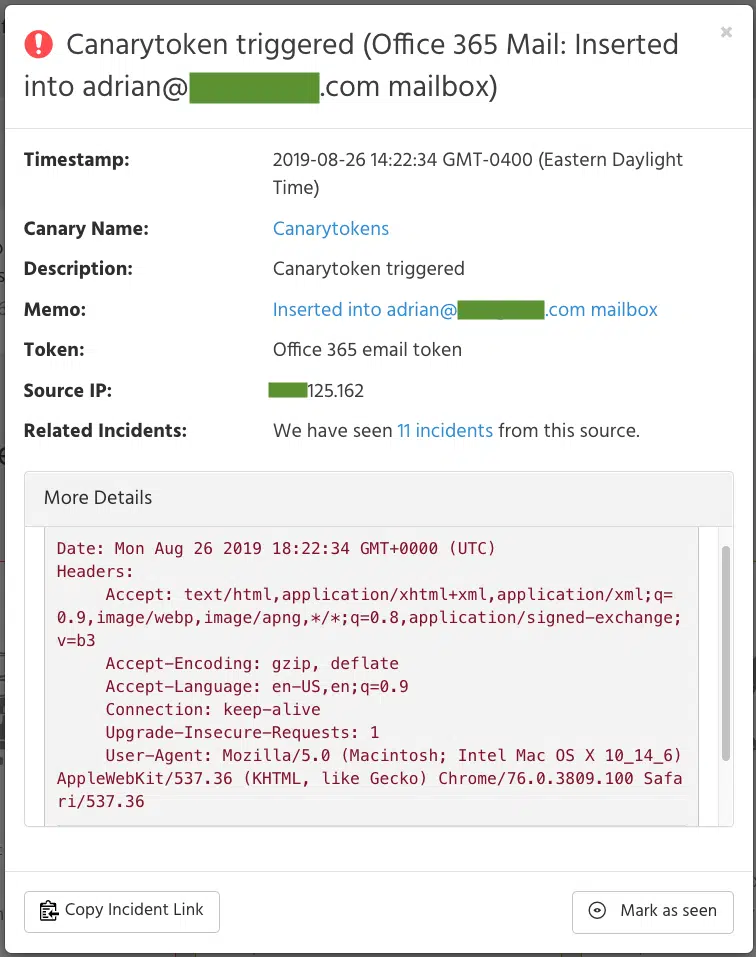 Canarytoken triggered (Office 365 Mail: Inserted
into adrian@ .com mailbox)
×
Timestamp:
2019-08-26 14:22:34 GMT-0400 (Eastern Daylight
Time)
Canary Name:
Canarytokens
Description:
Canarytoken triggered
Memo:
Inserted into adrian@ .com mailbox
Token:
Office 365 email token
Source IP:
125.162
Related Incidents:
We have seen 11 incidents from this source.
More Details
Date: Mon Aug 26 2019 18:22:34 GMT+0000 (UTC)
Headers:
Accept: text/html,application/xhtml+xml,application/xml;q=
0.9,image/webp,image/apng,*/*;q=0.8,application/signed-exchange;
v=b3
Accept-Encoding: gzip, deflate
Accept-Language: en-US,en;q=0.9
Connection: keep-alive
Upgrade-Insecure-Requests: 1
User-Agent: Mozilla/5.0 (Macintosh; Intel Mac OS X 10_14_6)
AppleWebKit/537.36 (KHTML, like Gecko) Chrome/76.0.3809.100 Safa
ri/537.36
Copy Incident Link
Mark as seen